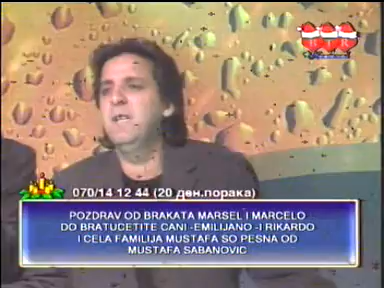 070/14 12 44 (20 ден.порака)
POZDRAV OD BRAKATA MARSEL I MARCELO
DO BRATUCETITE CANI -EMILIJANO -I RIKARDO
I CELA FAMILIJA MUSTAFA SO PESNA OD
MUSTAFA SABANOVIC